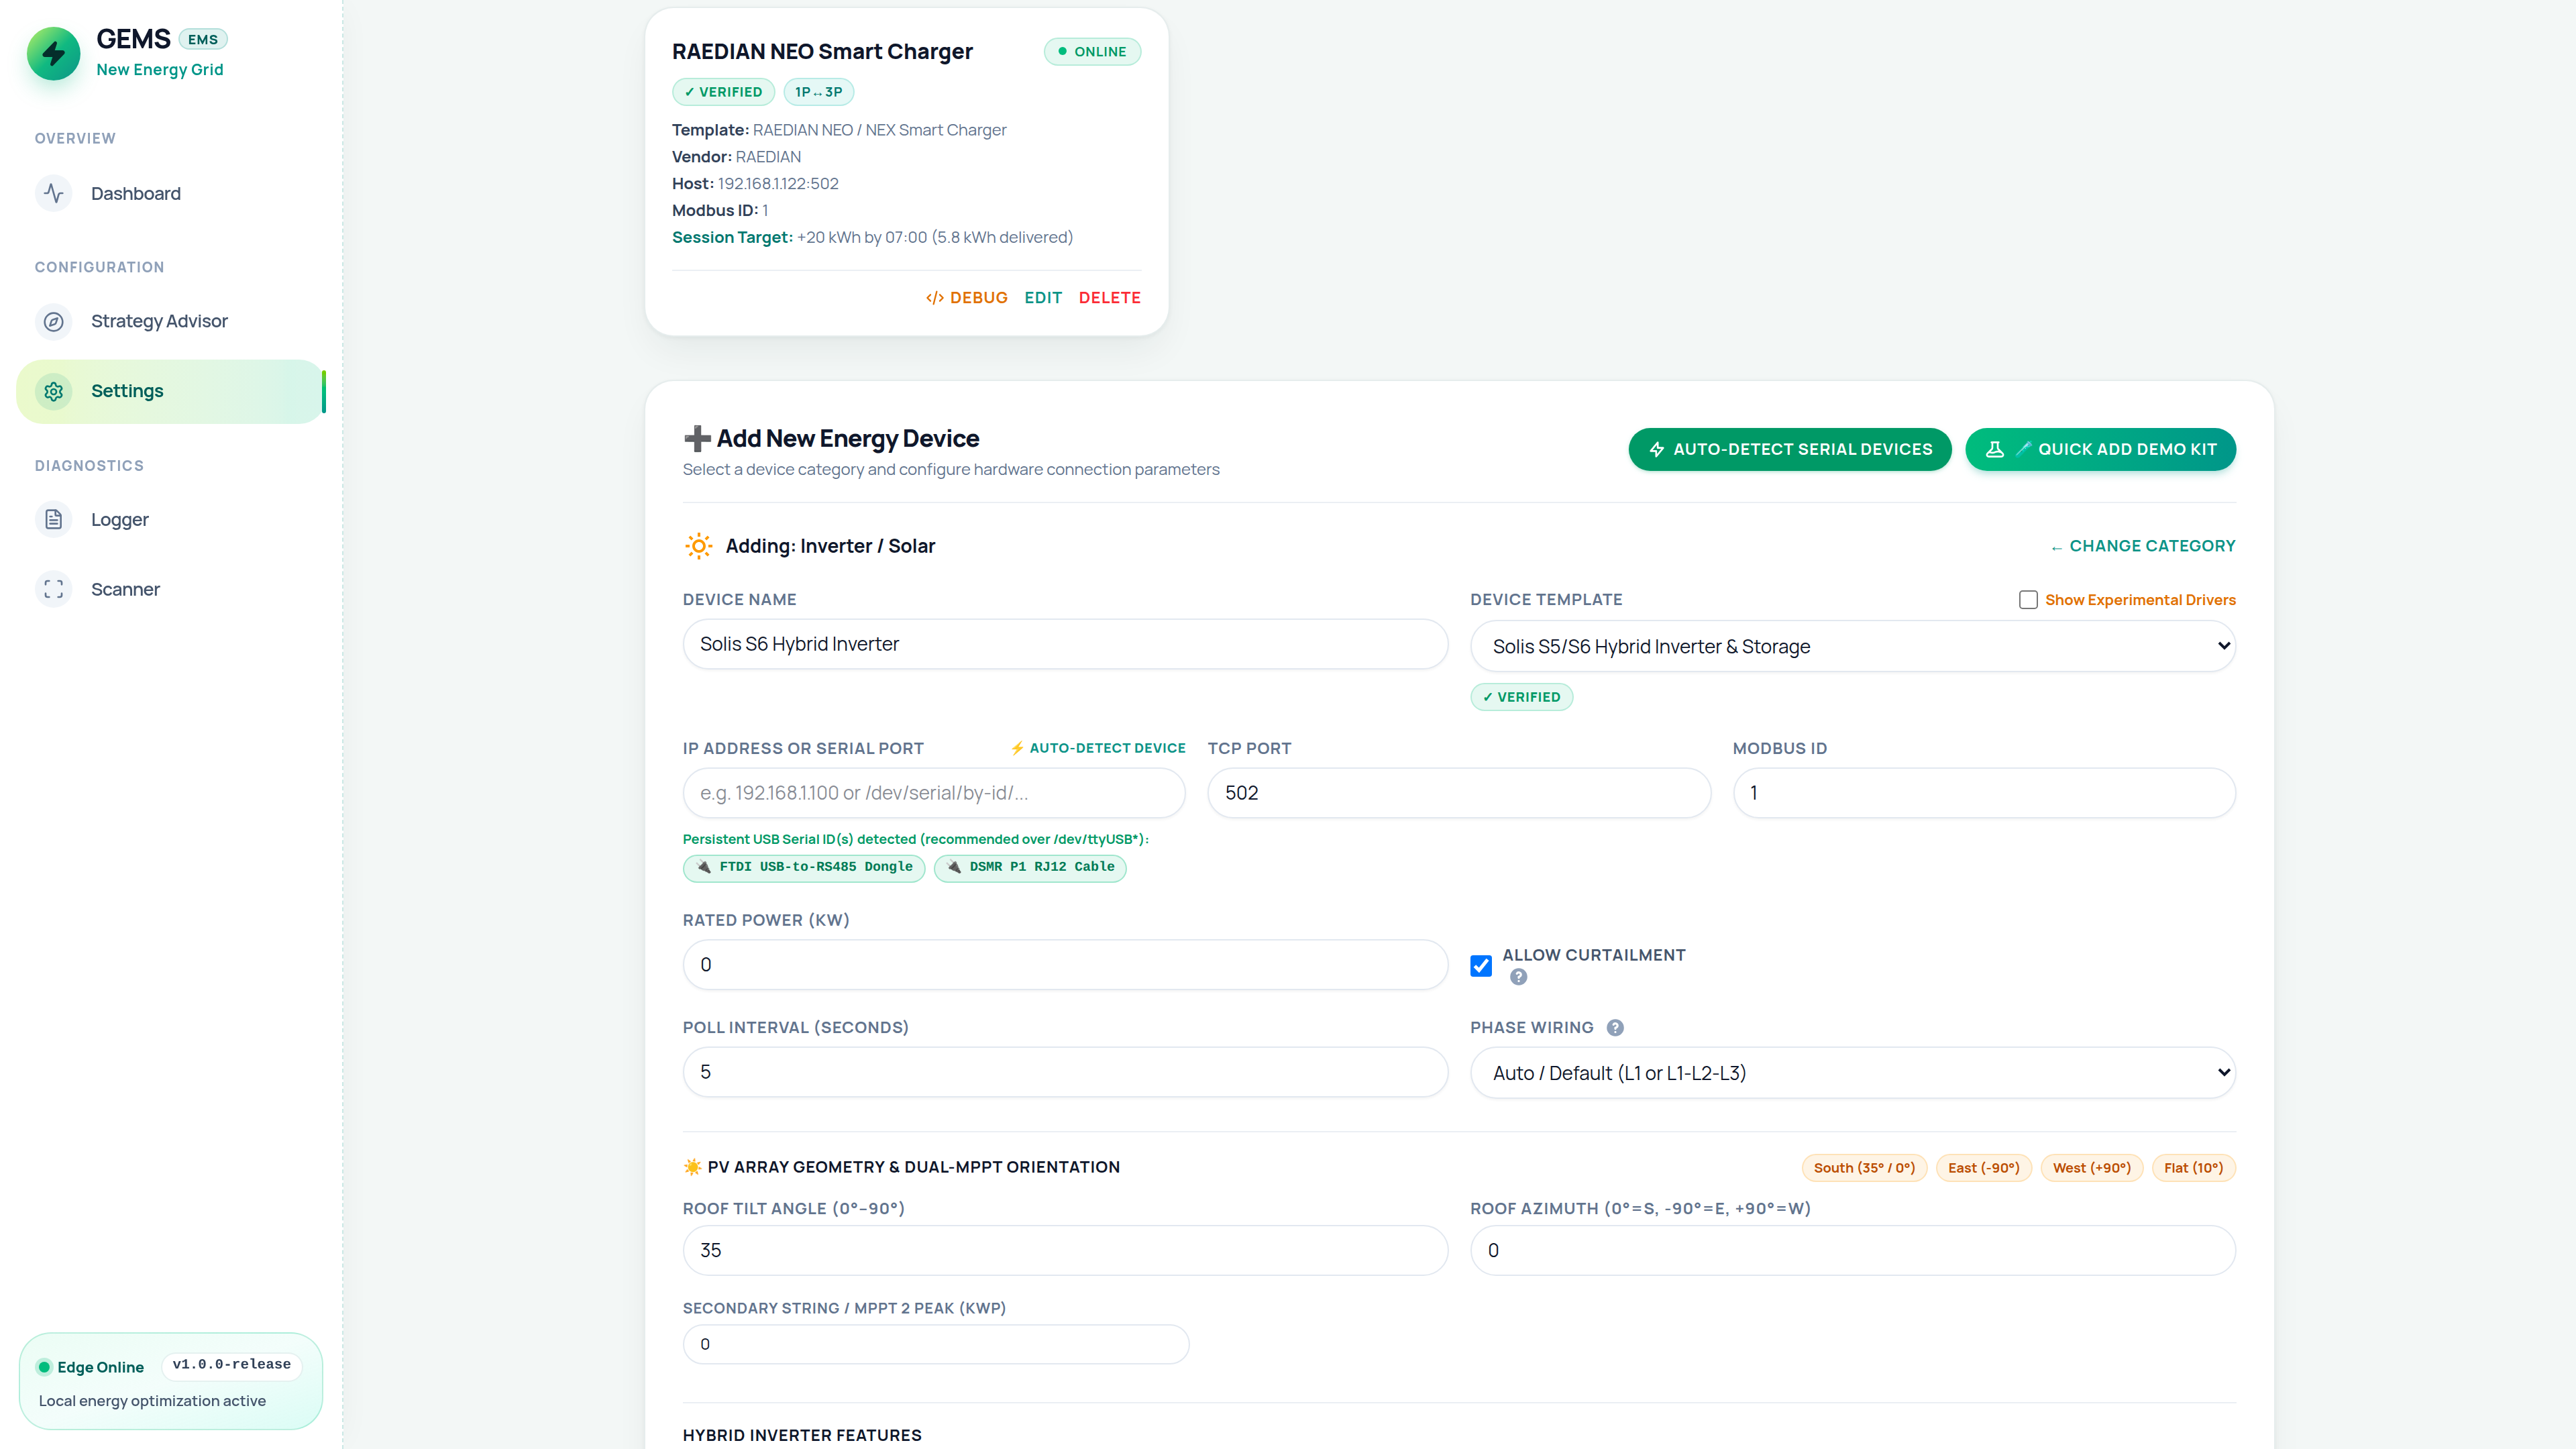 GEMS EMS
New Energy Grid
OVERVIEW
Dashboard
CONFIGURATION
Strategy Advisor
Settings
DIAGNOSTICS
Logger
Scanner
Edge Online v1.0.0-release
Local energy optimization active
RAEDIAN NEO Smart Charger ONLINE
✓ VERIFIED 1P↔3P
Template: RAEDIAN NEO / NEX Smart Charger
Vendor: RAEDIAN
Host: 192.168.1.122:502
Modbus ID: 1
Session Target: +20 kWh by 07:00 (5.8 kWh delivered)
</> DEBUG EDIT DELETE
➕ Add New Energy Device
Select a device category and configure hardware connection parameters
AUTO-DETECT SERIAL DEVICES 🧪 QUICK ADD DEMO KIT
Adding: Inverter / Solar ← CHANGE CATEGORY
DEVICE NAME
Solis S6 Hybrid Inverter
DEVICE TEMPLATE Show Experimental Drivers
Solis S5/S6 Hybrid Inverter & Storage
✓ VERIFIED
IP ADDRESS OR SERIAL PORT ⚡ AUTO-DETECT DEVICE
e.g. 192.168.1.100 or /dev/serial/by-id/...
Persistent USB Serial ID(s) detected (recommended over /dev/ttyUSB*):
🔌 FTDI USB-to-RS485 Dongle 🔌 DSMR P1 RJ12 Cable
TCP PORT
502
MODBUS ID
1
RATED POWER (KW)
0
ALLOW CURTAILMENT
?
POLL INTERVAL (SECONDS)
5
PHASE WIRING ?
Auto / Default (L1 or L1-L2-L3)
☀️ PV ARRAY GEOMETRY & DUAL-MPPT ORIENTATION
South (35° / 0°) East (-90°) West (+90°) Flat (10°)
ROOF TILT ANGLE (0°–90°)
35
ROOF AZIMUTH (0°=S, -90°=E, +90°=W)
0
SECONDARY STRING / MPPT 2 PEAK (KWP)
0
HYBRID INVERTER FEATURES